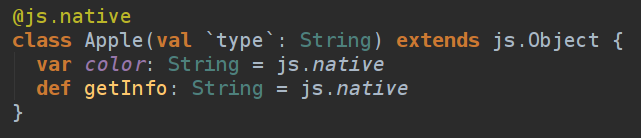 @js.native
class Apple(val `type`: String) extends js.Object {
  var color: String = js.native
  def getInfo: String = js.native
}